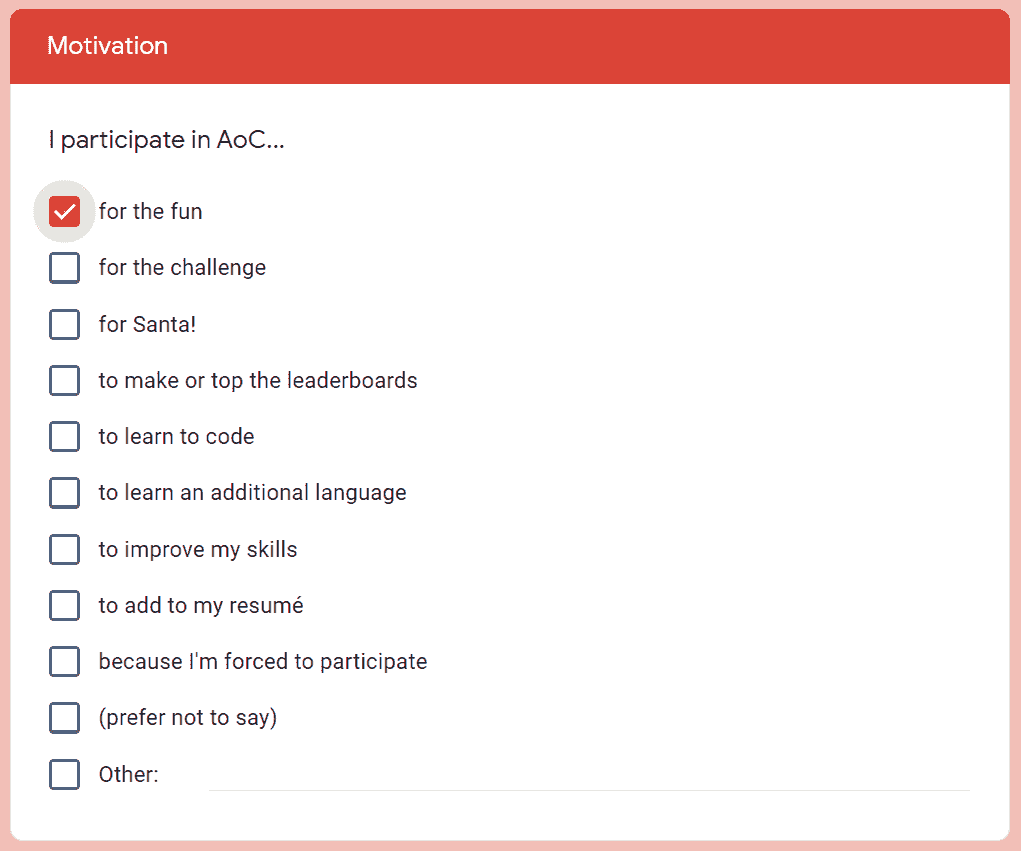 Motivation
I participate in AoC...
for the fun
for the challenge
for Santa!
to make or top the leaderboards
to learn to code
to learn an additional language
to improve my skills
to add to my resumé
because I'm forced to participate
(prefer not to say)
Other: